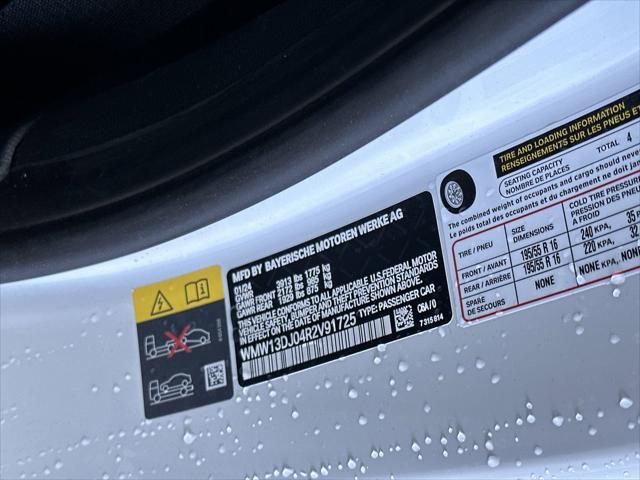 MFD BY BAYERISCHE MOTOREN WERKE AG
01/24
GVWR 3913 lbs 1775 kg
GAWR FRONT 2172 lbs 985 kg
GAWR REAR 1929 lbs 875 kg
THIS VEHICLE CONFORMS TO ALL APPLICABLE U.S. FEDERAL MOTOR
VEHICLE SAFETY, BUMPER, AND THEFT PREVENTION STANDARDS
IN EFFECT ON THE DATE OF MANUFACTURE SHOWN ABOVE.
WMW13DJ04R2V91725 TYPE: PASSENGER CAR
CBA / 0
7 315 814
TIRE AND LOADING INFORMATION
RENSEIGNEMENTS SUR LES PNEUS ET
SEATING CAPACITY
NOMBRE DE PLACES
TOTAL 4
The combined weight of occupants and cargo should never
Le poids total des occupants et du chargement ne doit jamais
TIRE / PNEU
SIZE
DIMENSIONS
COLD TIRE PRESSURE
A FROID
FRONT / AVANT 195/55 R 16 240 KPA, 35
REAR / ARRIÈRE 195/55 R 16 220 KPA, 32
SPARE
DE SECOURS
NONE NONE KPA, NONE